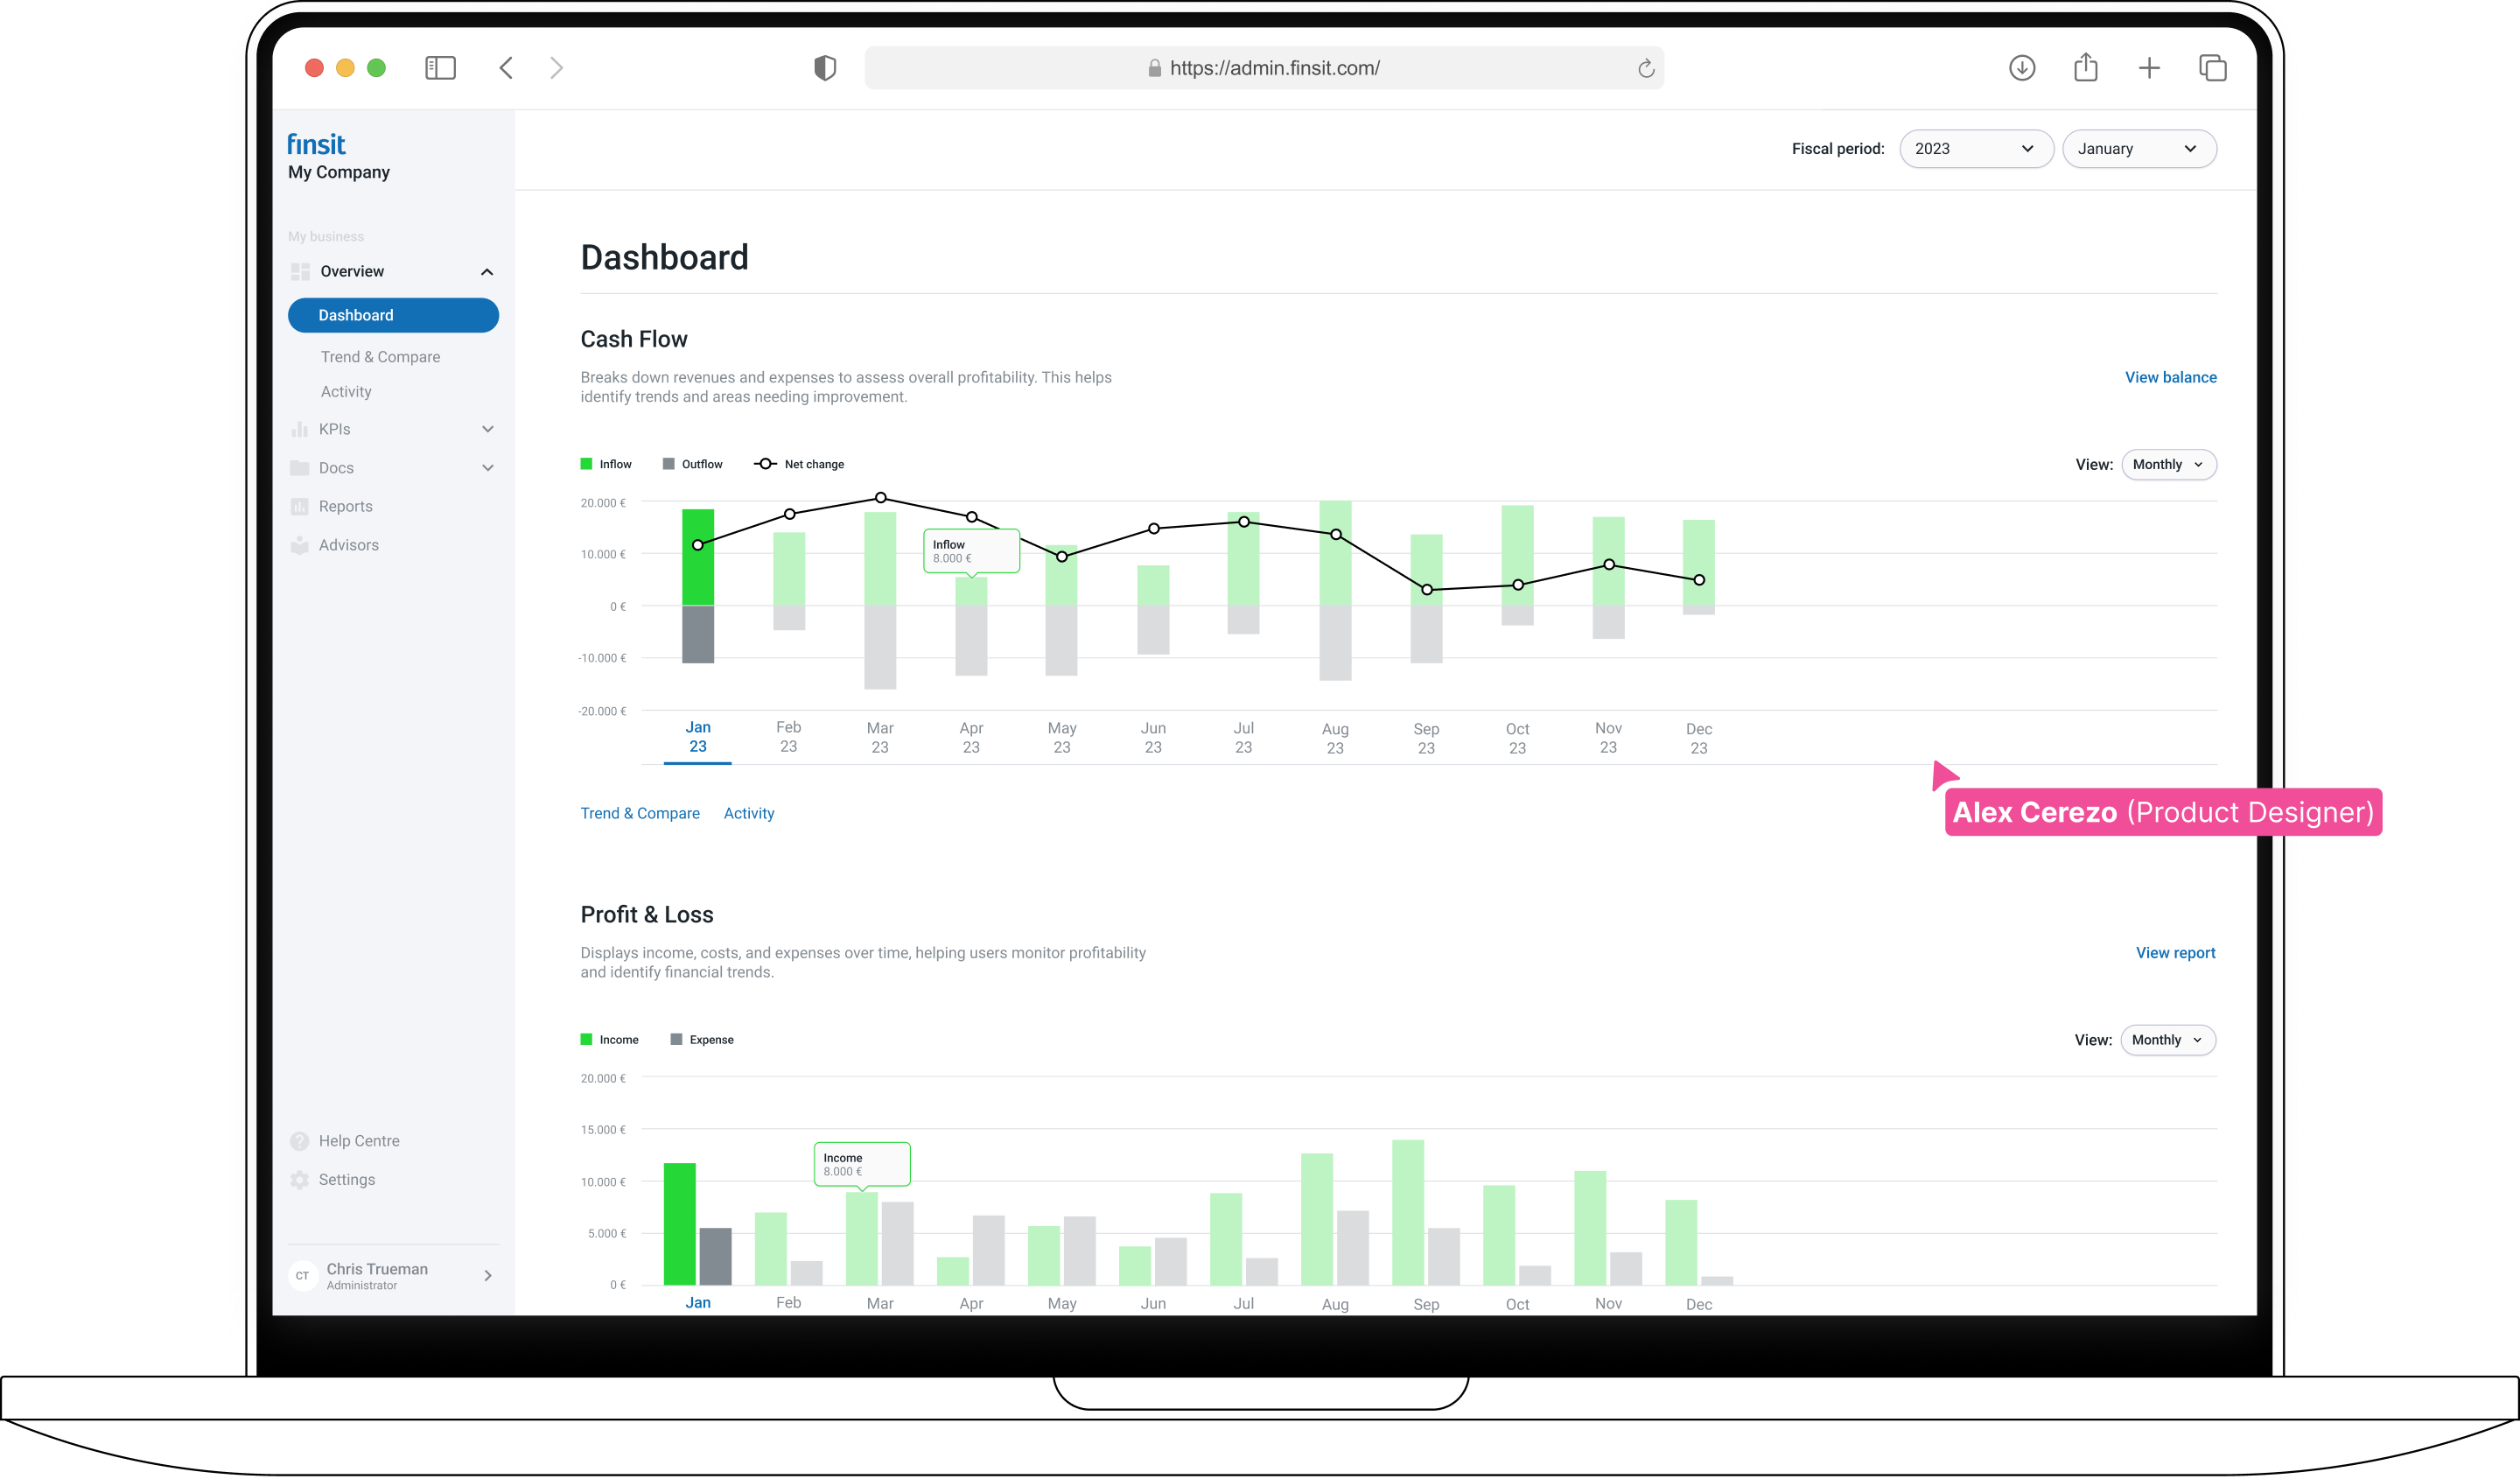 https://admin.finsit.com/
finsit
My Company
Fiscal period:
2023
January
My business
Overview
Dashboard
Trend & Compare
Activity
KPIs
Docs
Reports
Advisors
Help Centre
Settings
CT
Chris Trueman
Administrator
Dashboard
Cash Flow
Breaks down revenues and expenses to assess overall profitability. This helps
identify trends and areas needing improvement.
View balance
Inflow
Outflow
Net change
View:
Monthly
20.000 €
10.000 €
0 €
-10.000 €
-20.000 €
Inflow
8.000 €
Jan
23
Feb
23
Mar
23
Apr
23
May
23
Jun
23
Jul
23
Aug
23
Sep
23
Oct
23
Nov
23
Dec
23
Alex Cerezo (Product Designer)
Trend & Compare
Activity
Profit & Loss
Displays income, costs, and expenses over time, helping users monitor profitability
and identify financial trends.
View report
Income
Expense
View:
Monthly
20.000 €
15.000 €
10.000 €
5.000 €
0 €
Income
8.000 €
Jan
Feb
Mar
Apr
May
Jun
Jul
Aug
Sep
Oct
Nov
Dec